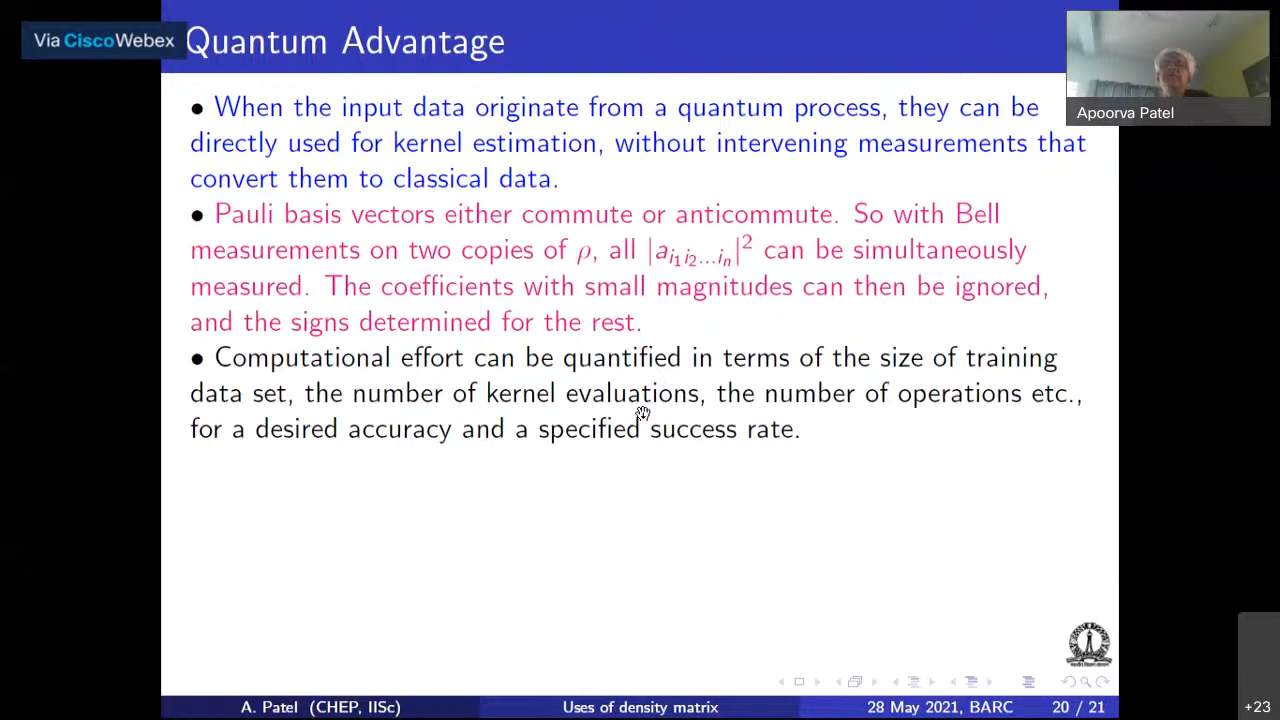 Via CiscoWebex
Quantum Advantage
Apoorva Patel
• When the input data originate from a quantum process, they can be
directly used for kernel estimation, without intervening measurements that
convert them to classical data.
• Pauli basis vectors either commute or anticommute. So with Bell
measurements on two copies of ρ, all |a_{i₁i₂...iₙ}|² can be simultaneously
measured. The coefficients with small magnitudes can then be ignored,
and the signs determined for the rest.
• Computational effort can be quantified in terms of the size of training
data set, the number of kernel evaluations, the number of operations etc.,
for a desired accuracy and a specified success rate.
A. Patel (CHEP, IISc) Uses of density matrix 28 May 2021, BARC 20 / 21
+23